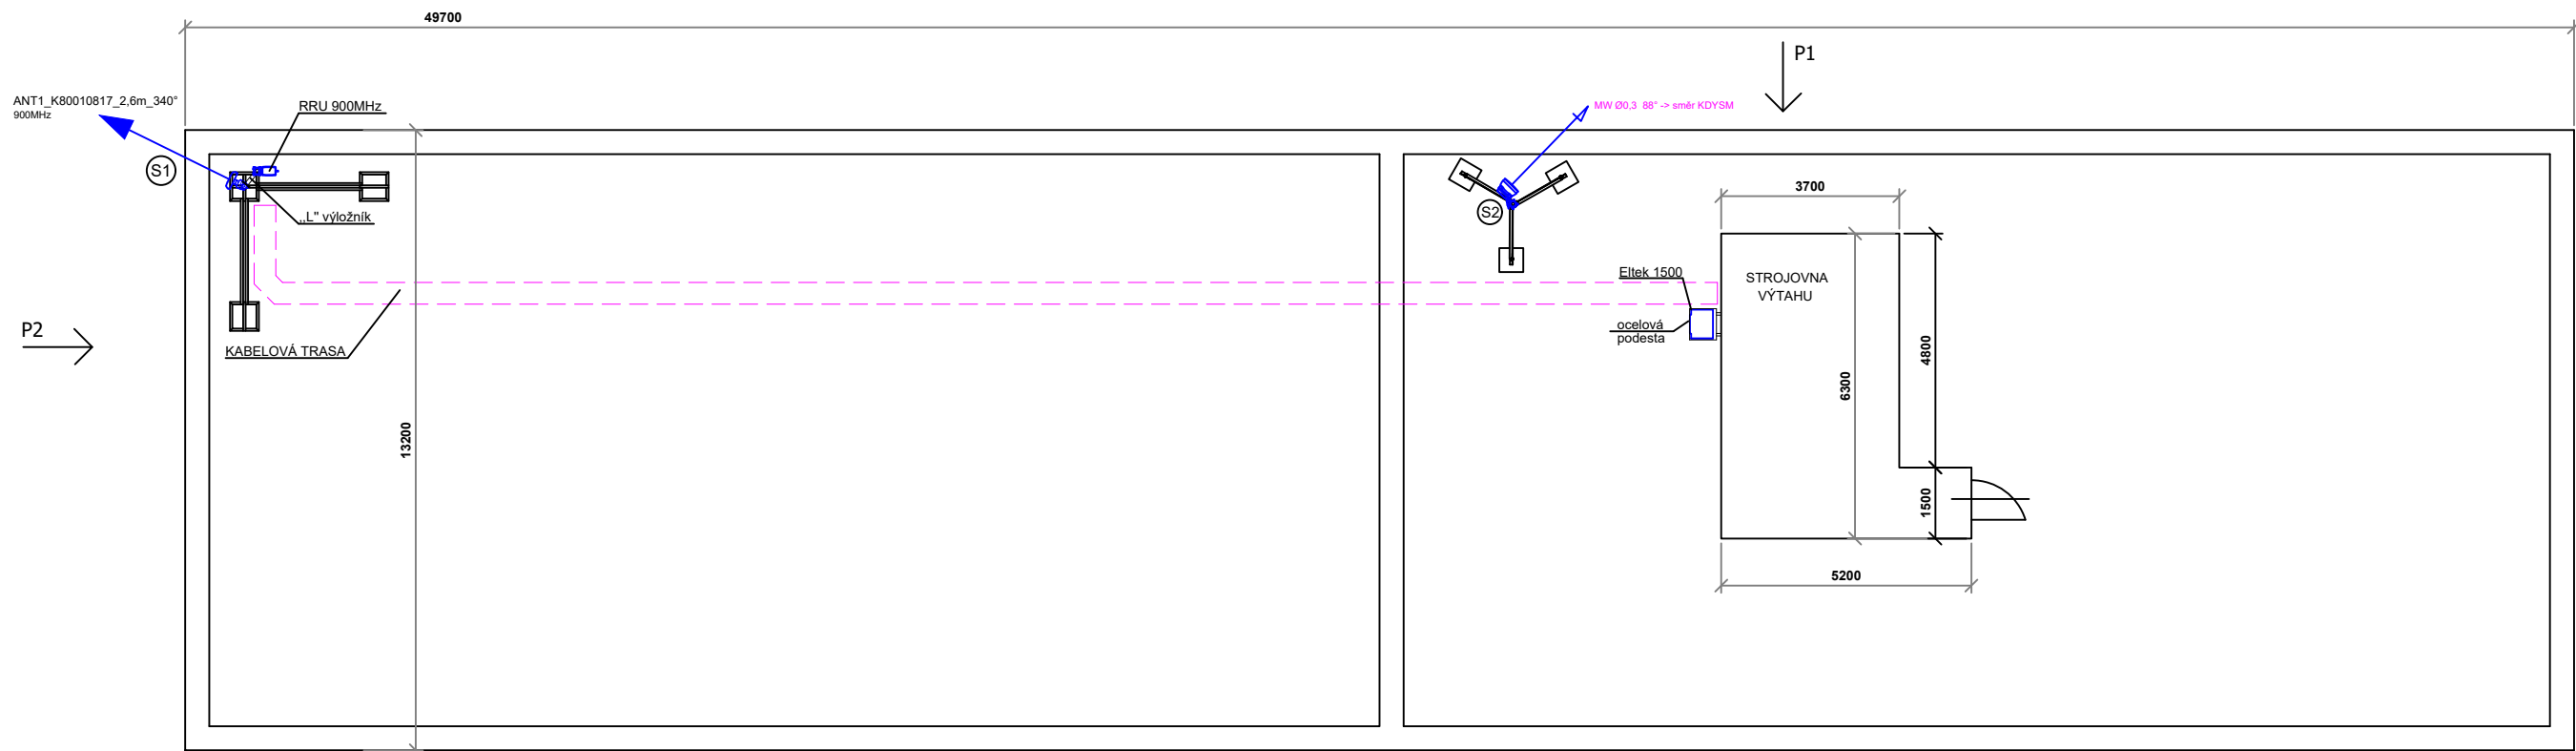 49700
P1
ANT1_K80010817_2,6m_340°
900MHz
RRU 900MHz
MW Ø0,3 88° -> směr KDYSM
S1
3700
„L" výložník
S2
Eltek 1500
STROJOVNA
VÝTAHU
P2
ocelová
podesta
KABELOVÁ TRASA
4800
6300
13200
1500
5200